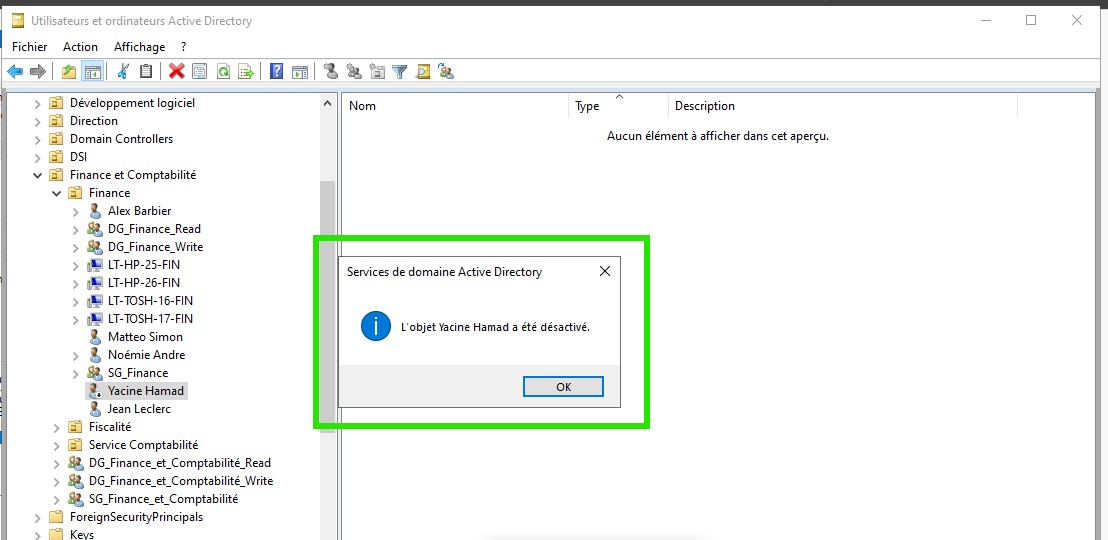 Utilisateurs et ordinateurs Active Directory
Fichier Action Affichage ?
Nom Type Description
Aucun élément à afficher dans cet aperçu.
Développement logiciel
Direction
Domain Controllers
DSI
Finance et Comptabilité
Finance
Alex Barbier
DG_Finance_Read
DG_Finance_Write
LT-HP-25-FIN
LT-HP-26-FIN
LT-TOSH-16-FIN
LT-TOSH-17-FIN
Matteo Simon
Noémie Andre
SG_Finance
Yacine Hamad
Jean Leclerc
Fiscalité
Service Comptabilité
DG_Finance_et_Comptabilité_Read
DG_Finance_et_Comptabilité_Write
SG_Finance_et_Comptabilité
ForeignSecurityPrincipals
Keys
Services de domaine Active Directory
L'objet Yacine Hamad a été désactivé.
OK